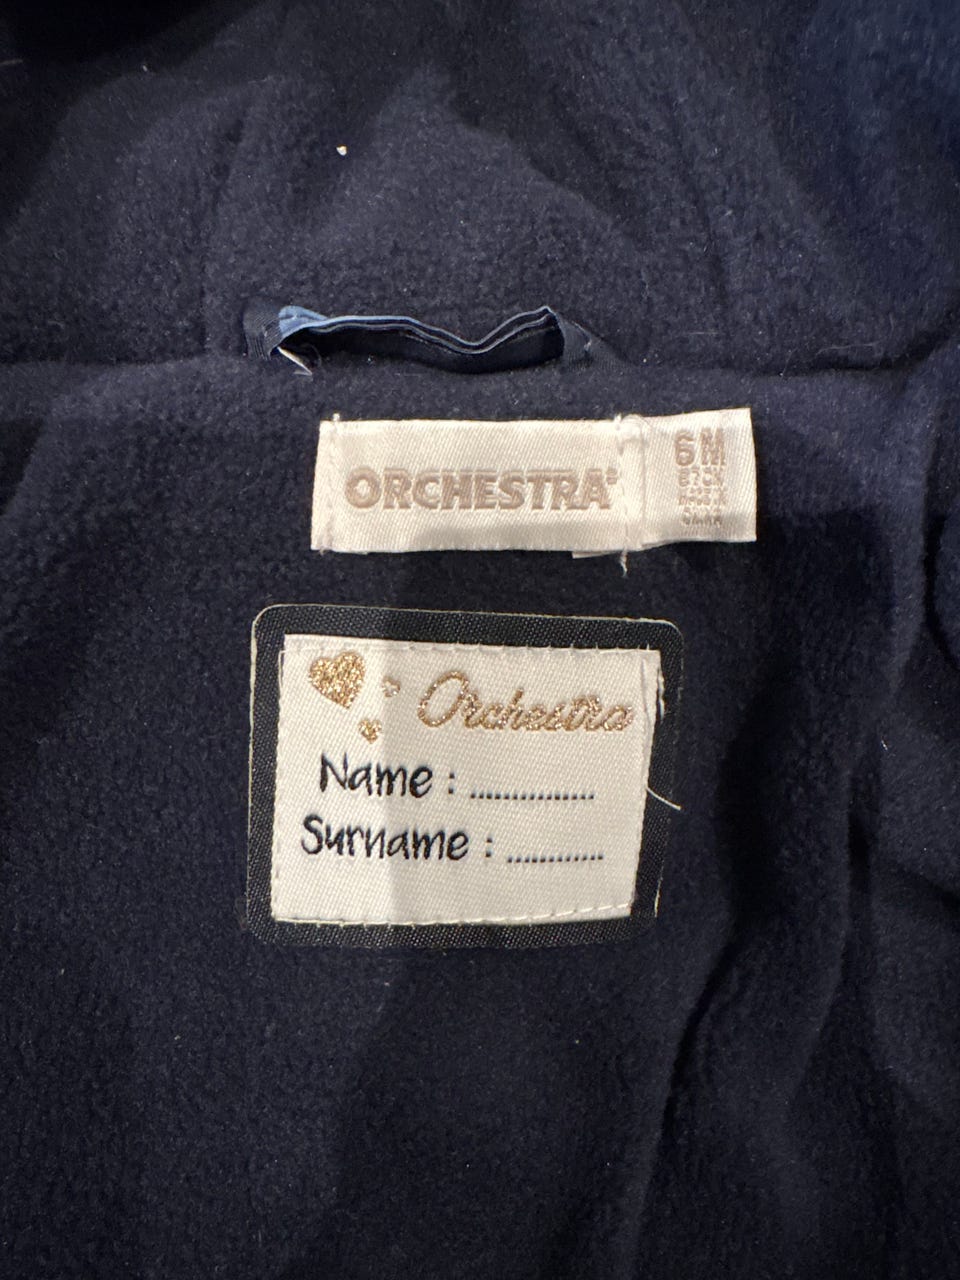 ORCHESTRA®
6M
Orchestra
Name : ...............
Surname : ............